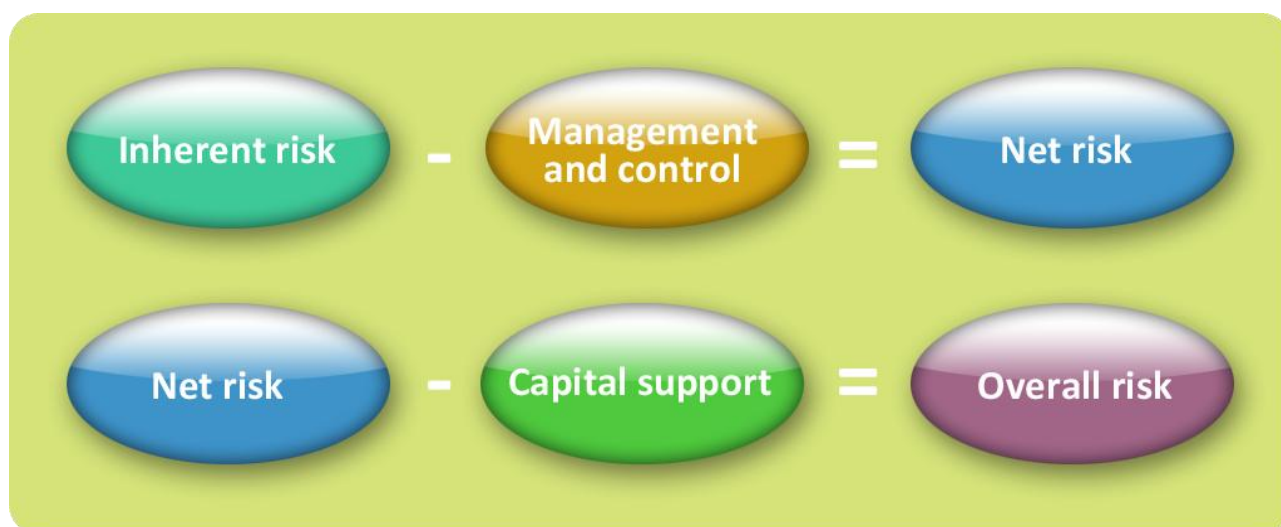 Inherent risk - Management and control = Net risk
Net risk - Capital support = Overall risk